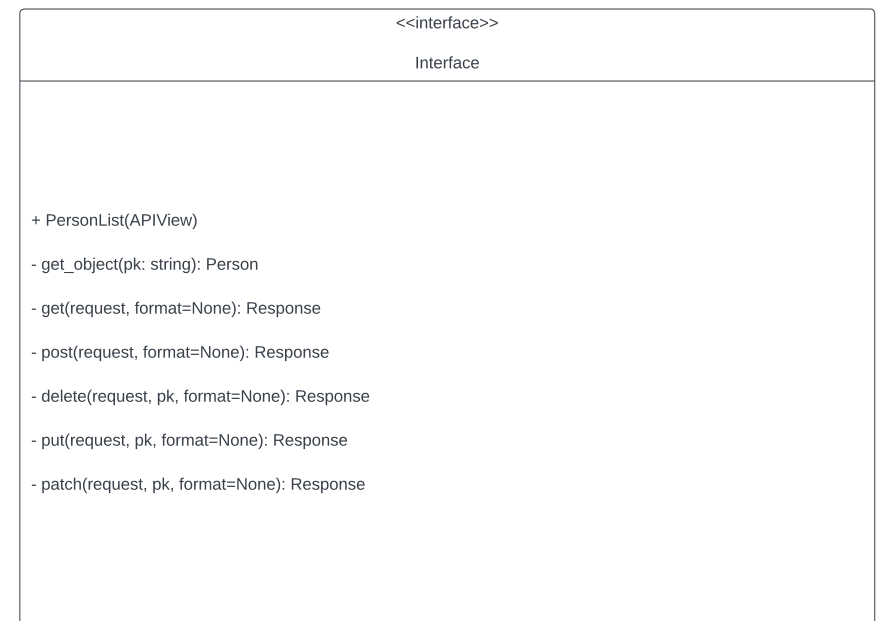 <<interface>>
Interface
+ PersonList(APIView)
- get_object(pk: string): Person
- get(request, format=None): Response
- post(request, format=None): Response
- delete(request, pk, format=None): Response
- put(request, pk, format=None): Response
- patch(request, pk, format=None): Response